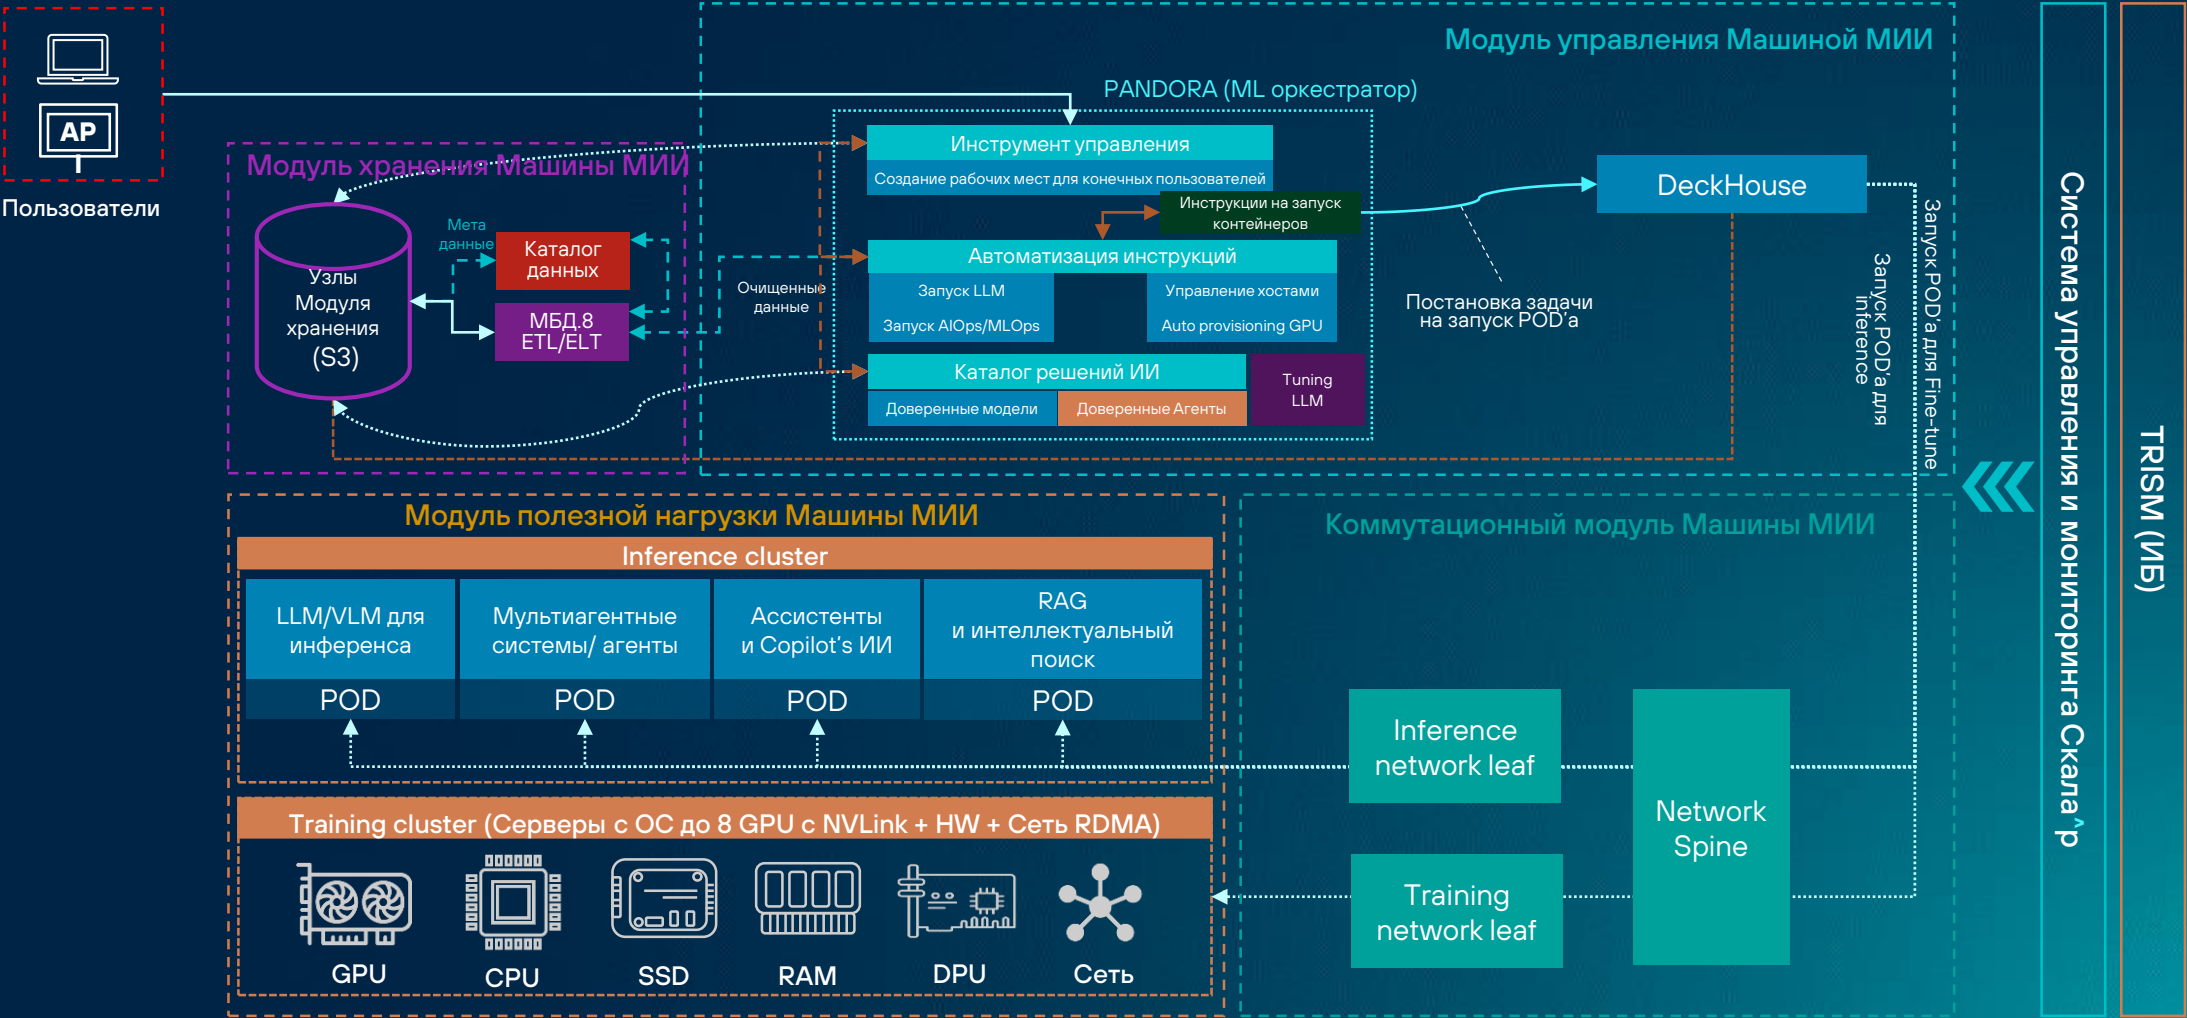 AP
Пользователи
Модуль хранения Машины МИИ
Узлы
Модуля
хранения
(S3)
Мета
данные
Каталог
данных
МБД.8
ETL/ELT
Очищенные
данные
Модуль управления Машиной МИИ
PANDORA (ML оркестратор)
Инструмент управления
Создание рабочих мест для конечных пользователей
Инструкции на запуск
контейнеров
Автоматизация инструкций
Запуск LLM
Запуск AIOps/MLOps
Управление хостами
Auto provisioning GPU
Каталог решений ИИ
Доверенные модели
Доверенные Агенты
Tuning
LLM
DeckHouse
Постановка задачи
на запуск POD'а
Запуск POD'а для Fine-tune
Запуск POD'а для
inference
Модуль полезной нагрузки Машины МИИ
Inference cluster
LLM/VLM для
инференса
POD
Мультиагентные
системы/ агенты
POD
Ассистенты
и Copilot's ИИ
POD
RAG
и интеллектуальный
поиск
POD
Training cluster (Серверы с ОС до 8 GPU с NVLink + HW + Сеть RDMA)
GPU
CPU
SSD
RAM
DPU
Сеть
Коммутационный модуль Машины МИИ
Inference
network leaf
Training
network leaf
Network
Spine
Система управления и мониторинга Скала^р
TRISM (ИБ)